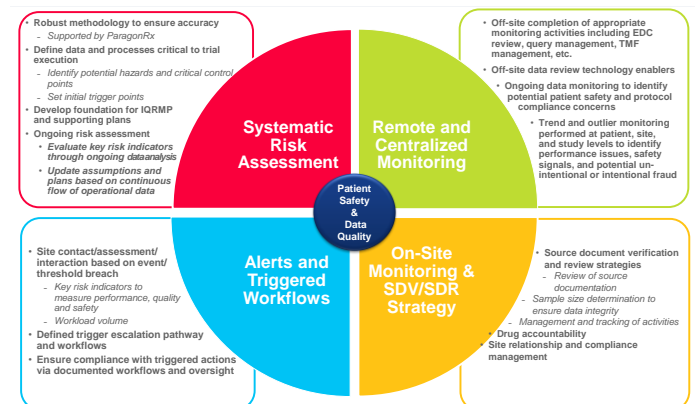 • Robust methodology to ensure accuracy
- Supported by ParagonRx
• Define data and processes critical to trial
execution
- Identify potential hazards and critical control
points
- Set initial trigger points
• Develop foundation for IQRMP
and supporting plans
• Ongoing risk assessment
• Evaluate key risk indicators
through ongoing dataanalysis
• Update assumptions and
plans based on continuous
flow of operational data
Systematic
Risk
Assessment
Remote and
Centralized
Monitoring
• Off-site completion of appropriate
monitoring activities including EDC
review, query management, TMF
management, etc.
• Off-site data review technology enablers
• Ongoing data monitoring to identify
potential patient safety and protocol
compliance concerns
• Trend and outlier monitoring
performed at patient, site,
and study levels to identify
performance issues, safety
signals, and potential un-
intentional or intentional fraud
Patient
Safety
&
Data
Quality
• Site contact/assessment/
interaction based on event/
threshold breach
- Key risk indicators to
measure performance, quality
and safety
- Workload volume
• Defined trigger escalation pathway
and workflows
• Ensure compliance with triggered actions
via documented workflows and oversight
Alerts and
Triggered
Workflows
On-Site
Monitoring &
SDV/SDR
Strategy
• Source document verification
and review strategies
- Review of source
documentation
- Sample size determination to
ensure data integrity
- Management and tracking of activities
• Drug accountability
• Site relationship and compliance
management